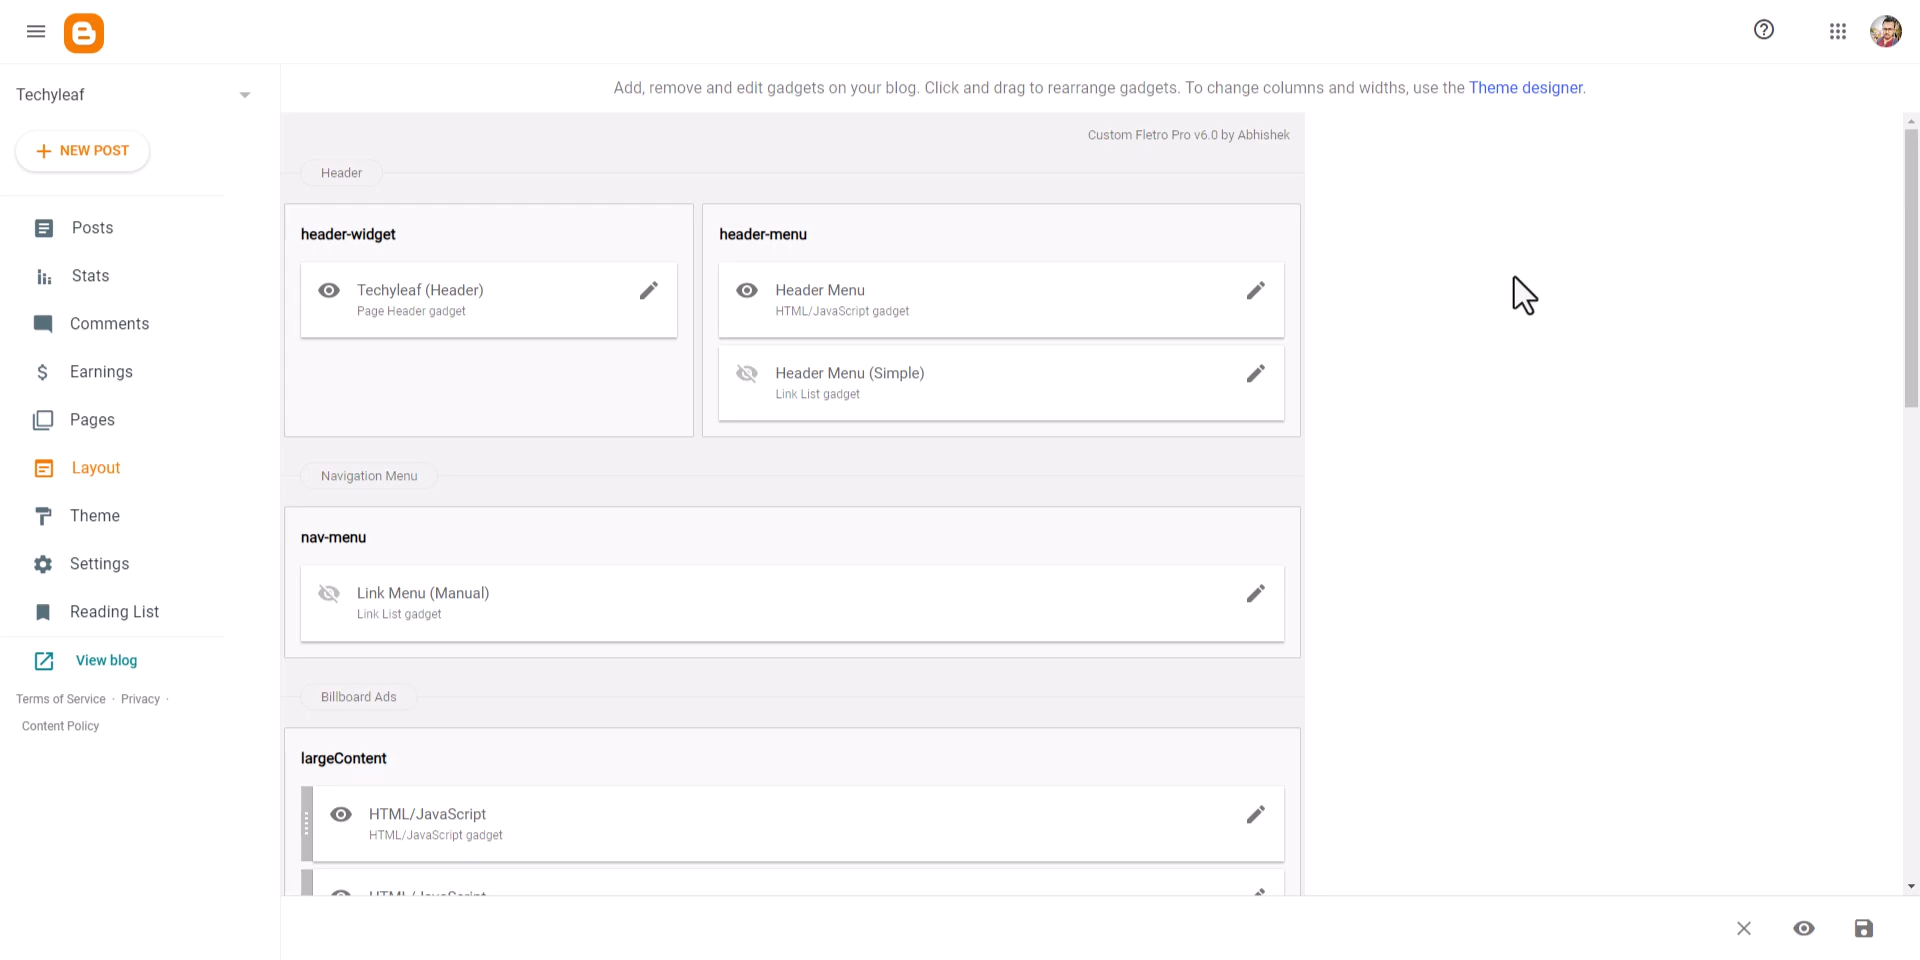 Add, remove and edit gadgets on your blog. Click and drag to rearrange gadgets. To change columns and widths, use the Theme designer.
Techyleaf
NEW POST
Posts
Stats
Comments
Earnings
Pages
Layout
Theme
Settings
Reading List
View blog
Terms of Service · Privacy ·
Content Policy
Custom Fletro Pro v6.0 by Abhishek
Header
header-widget
Techyleaf (Header)
Page Header gadget
header-menu
Header Menu
HTML/JavaScript gadget
Header Menu (Simple)
Link List gadget
Navigation Menu
nav-menu
Link Menu (Manual)
Link List gadget
Billboard Ads
largeContent
HTML/JavaScript
HTML/JavaScript gadget
HTML/JavaScript